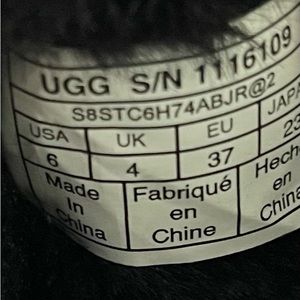 UGG S/N 1116109
S8STC6H74ABJR@2
USA UK EU JAPA
6 4 37 23
Made Fabriqué Hech
In en en
China Chine China